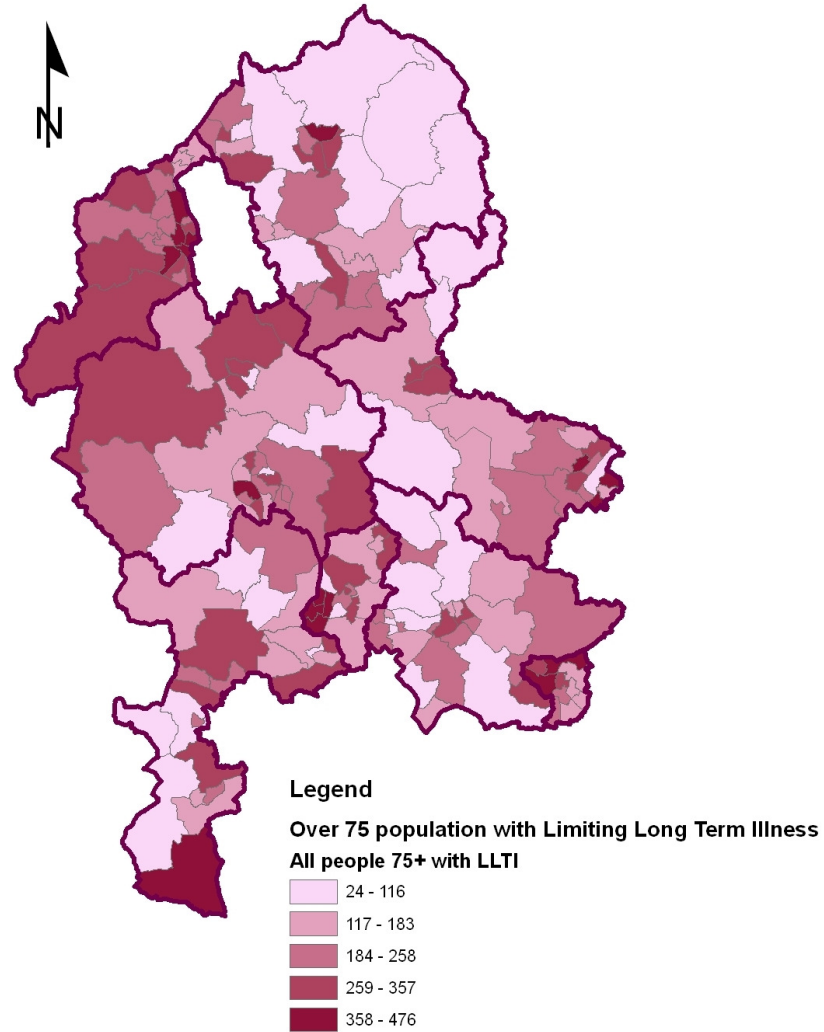 N
Legend
Over 75 population with Limiting Long Term Illness
All people 75+ with LLTI
24 - 116
117 - 183
184 - 258
259 - 357
358 - 476